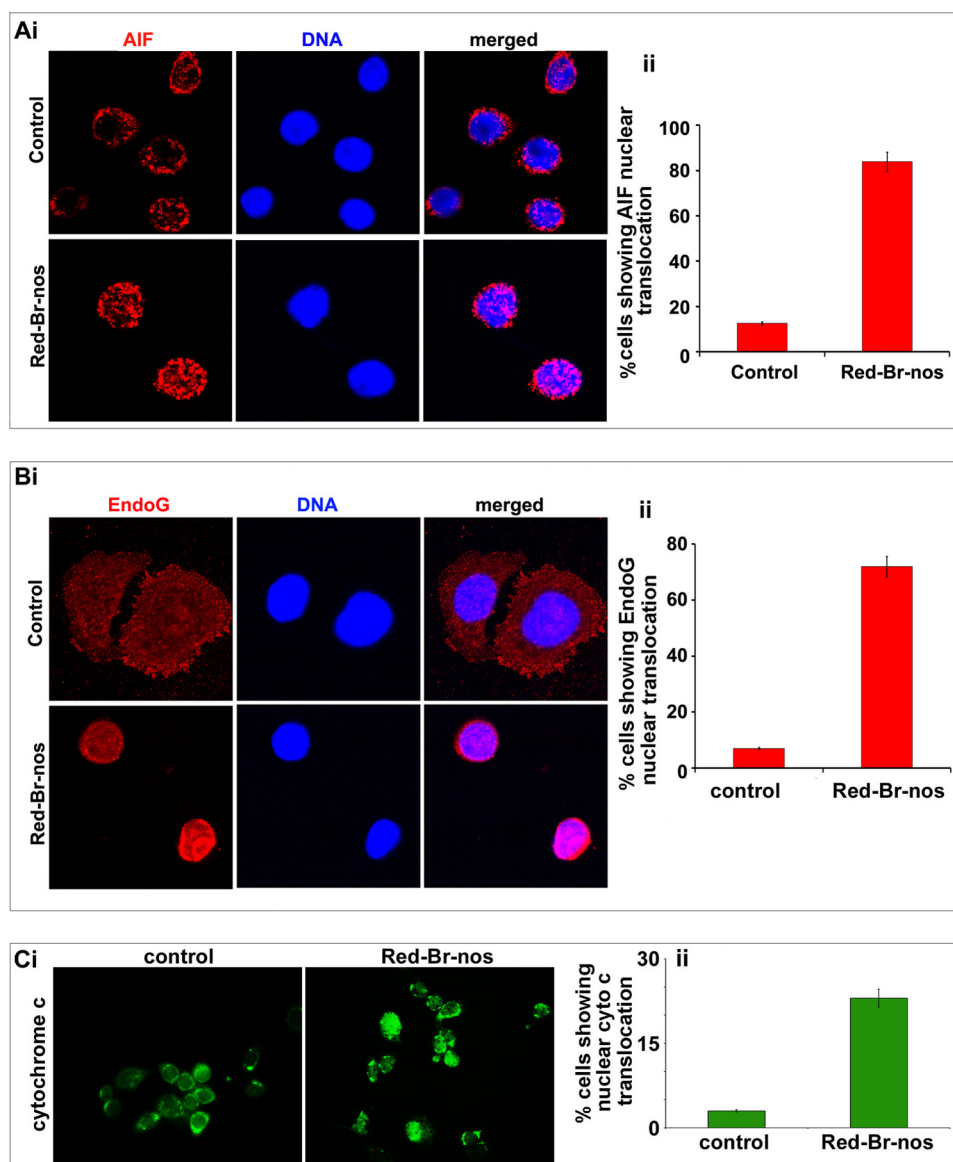 Ai
AIF
DNA
merged
Control
Red-Br-nos
ii
%cells showing AIF nuclear
translocation
100
80
60
40
20
0
Control
Red-Br-nos
Bi
EndoG
DNA
merged
Control
Red-Br-nos
ii
% cells showing EndoG
nuclear translocation
80
60
40
20
0
control
Red-Br-nos
Ci
control
Red-Br-nos
cytochrome c
ii
% cells showing
nuclear cyto c
translocation
30
20
10
0
control
Red-Br-nos